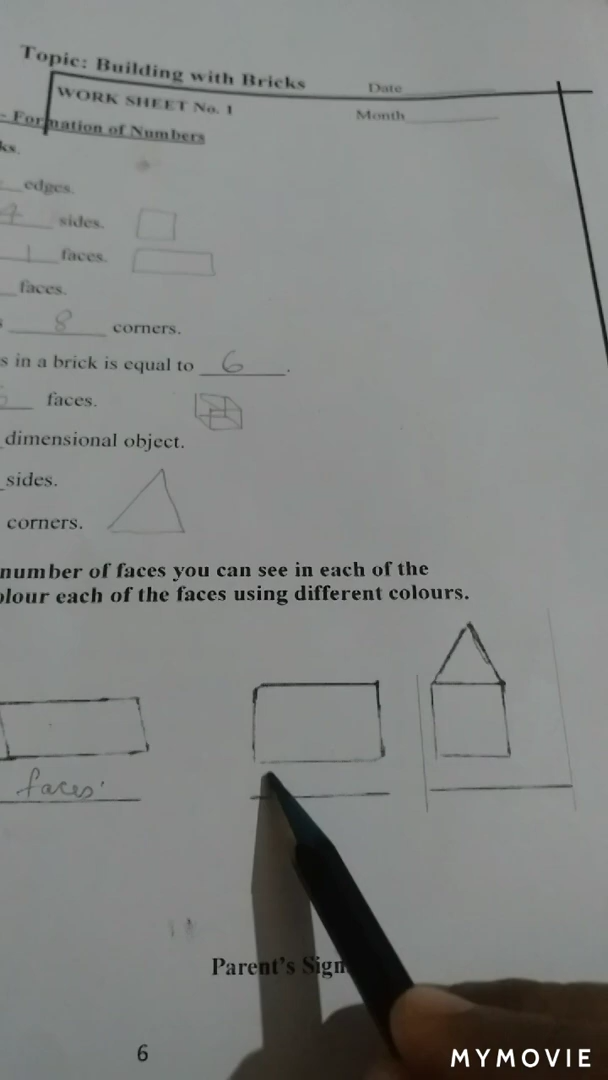 Topic: Building with Bricks
Date
WORK SHEET No. 1
Month
- Formation of Numbers
ks.
edges.
4 sides.
1 faces.
faces.
s 8 corners.
s in a brick is equal to 6.
faces.
dimensional object.
sides.
corners.
number of faces you can see in each of the
olour each of the faces using different colours.
faces.
Parent's Sign
6
MYMOVIE